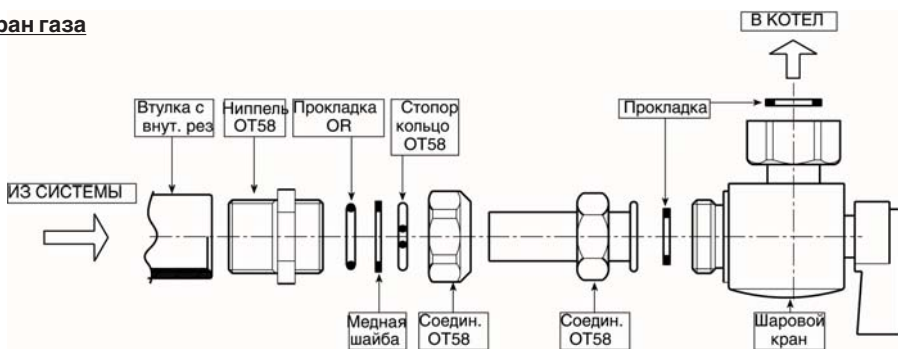 ран газа
В КОТЕЛ
Втулка с
внут. рез
Ниппель
ОТ58
Прокладка
OR
Стопор
кольцо
ОТ58
Прокладка
ИЗ СИСТЕМЫ
Медная
шайба
Соедин.
ОТ58
Соедин.
ОТ58
Шаровой
кран